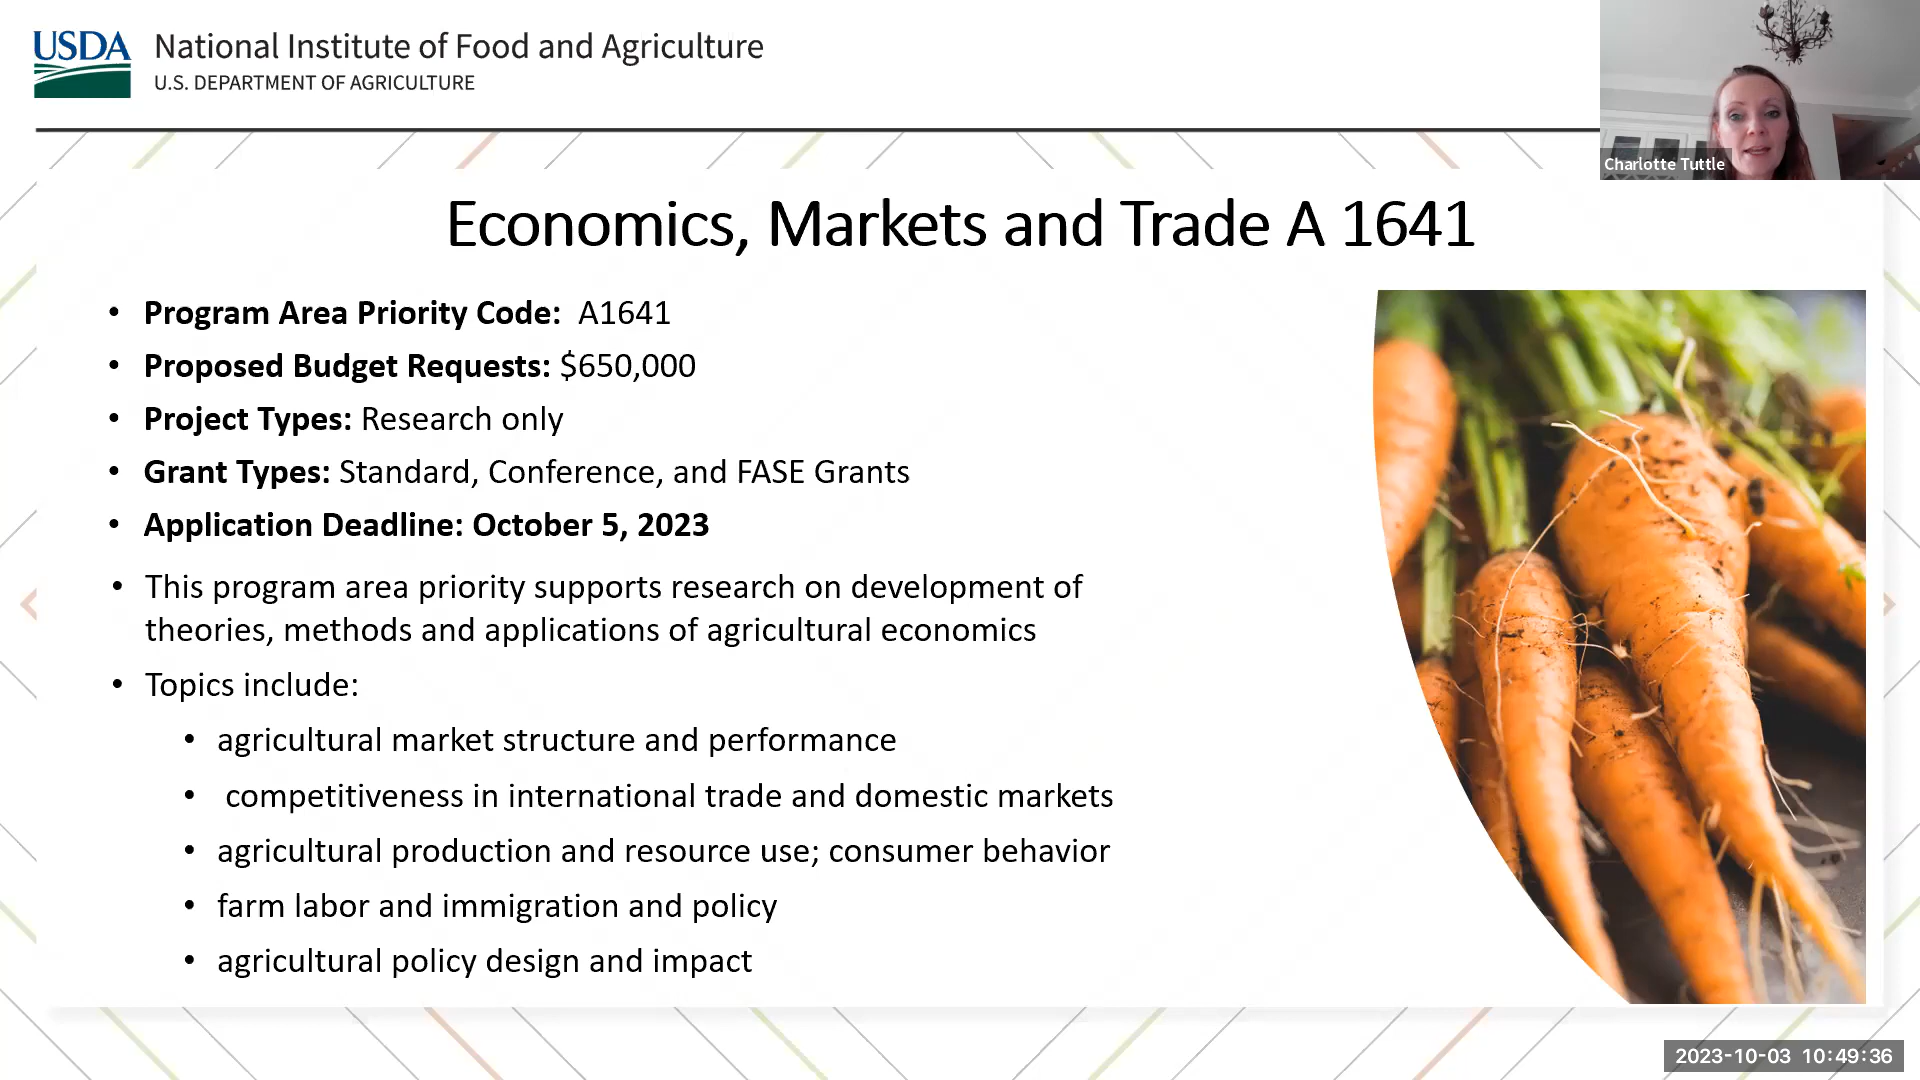 USDA
National Institute of Food and Agriculture
U.S. DEPARTMENT OF AGRICULTURE
Charlotte Tuttle
Economics, Markets and Trade A 1641
• Program Area Priority Code:  A1641
• Proposed Budget Requests: $650,000
• Project Types: Research only
• Grant Types: Standard, Conference, and FASE Grants
• Application Deadline: October 5, 2023
• This program area priority supports research on development of
theories, methods and applications of agricultural economics
• Topics include:
• agricultural market structure and performance
•  competitiveness in international trade and domestic markets
• agricultural production and resource use; consumer behavior
• farm labor and immigration and policy
• agricultural policy design and impact
2023-10-03  10:49:36